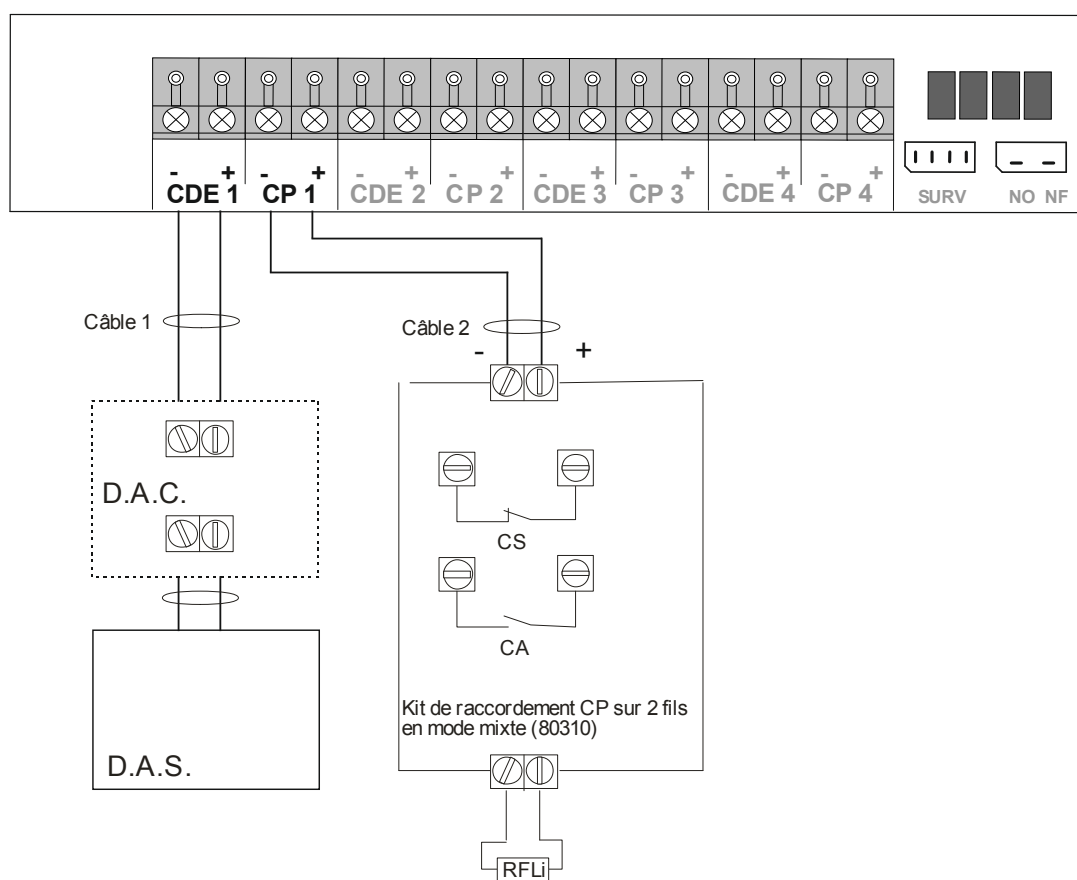 - + - + - + - + - + - + - + - +
CDE 1 CP 1 CDE 2 CP 2 CDE 3 CP 3 CDE 4 CP 4
SURV NO NF
Câble 1
Câble 2
- +
D.A.C.
CS
CA
Kit de raccordement CP sur 2 fils
en mode mixte (80310)
D.A.S.
RFLi